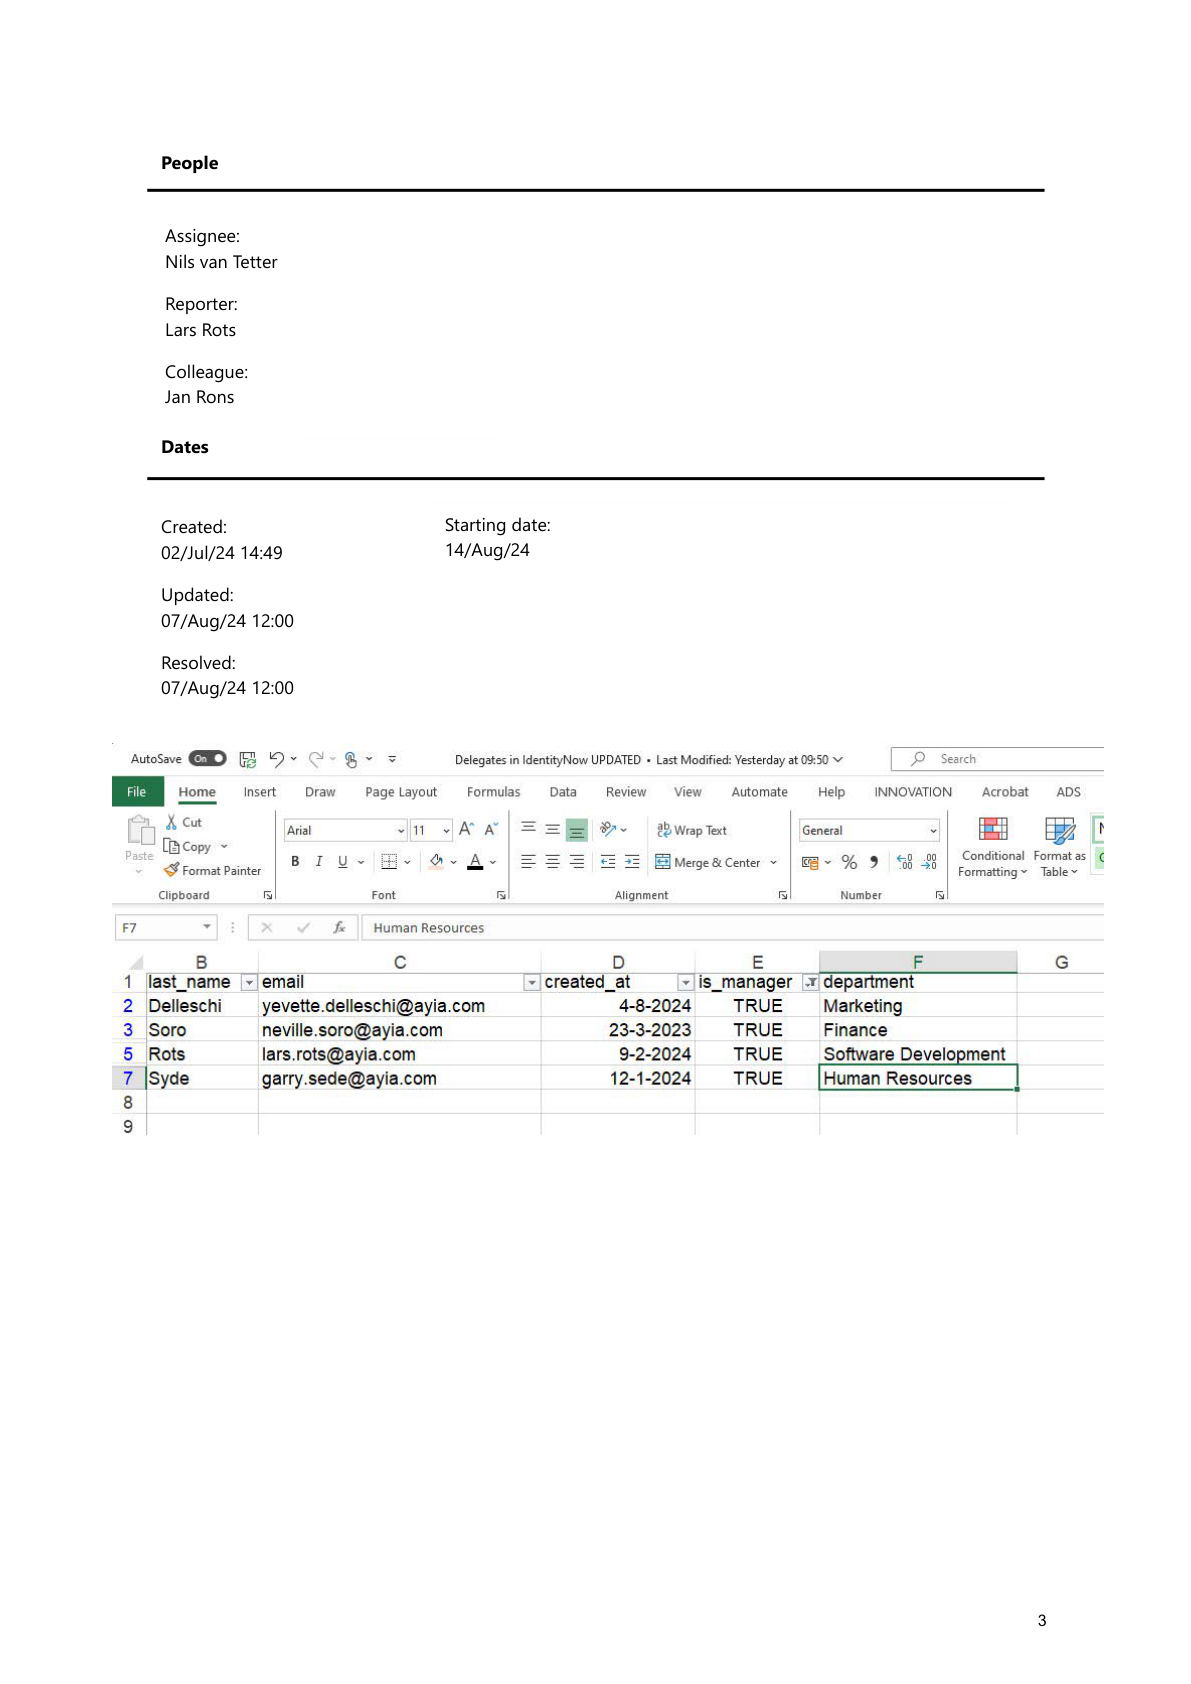 People
Assignee:
Nils van Tetter
Reporter:
Lars Rots
Colleague:
Jan Rons
Dates
Created:
02/Jul/24 14:49
Starting date:
14/Aug/24
Updated:
07/Aug/24 12:00
Resolved:
07/Aug/24 12:00
AutoSave On Delegates in IdentityNow UPDATED • Last Modified: Yesterday at 09:50 Search
File Home Insert Draw Page Layout Formulas Data Review View Automate Help INNOVATION Acrobat ADS
Paste
Cut
Copy
Format Painter
Clipboard
Arial 11
B I U
Font
Wrap Text
Merge & Center
Alignment
General
Number
Conditional Formatting
Format as Table
F7 fx Human Resources
B C D E F G
1 last_name email created_at is_manager department
2 Delleschi yevette.delleschi@ayia.com 4-8-2024 TRUE Marketing
3 Soro neville.soro@ayia.com 23-3-2023 TRUE Finance
5 Rots lars.rots@ayia.com 9-2-2024 TRUE Software Development
7 Syde garry.sede@ayia.com 12-1-2024 TRUE Human Resources
8
9
3